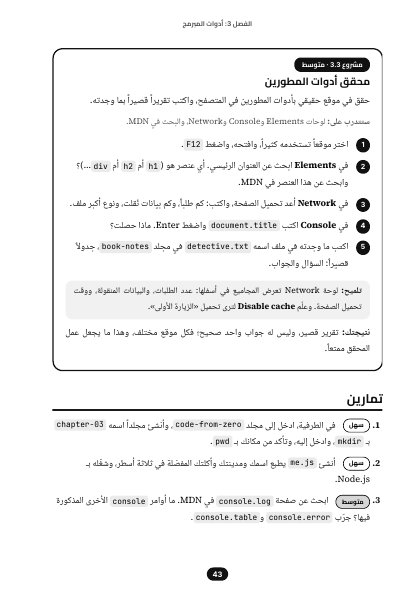 الفصل 3: أدوات المبرمج
مشروع 3.3 · متوسط
محقق أدوات المطورين
حقق في موقع حقيقي بأدوات المطورين في المتصفح، واكتب تقريراً قصيراً بما وجدته.
ستتدرب على: لوحات Elements وConsole وNetwork، والبحث في MDN.
1 اختر موقعاً تستخدمه كثيراً، وافتحه، واضغط F12.
2 في Elements ابحث عن العنوان الرئيسي. أي عنصر هو (h1 أم h2 أم div ...)؟
وابحث عن هذا العنصر في MDN.
3 في Network أعد تحميل الصفحة، واكتب: كم طلباً، وكم بيانات نُقلت، ونوع أكبر ملف.
4 في Console اكتب document.title واضغط Enter. ماذا حصلت؟
5 اكتب ما وجدته في ملف اسمه detective.txt في مجلد book-notes، جدولاً
قصيراً: السؤال والجواب.
تلميح: لوحة Network تعرض المجاميع في أسفلها: عدد الطلبات، والبيانات المنقولة، ووقت
تحميل الصفحة. وعلّم Disable cache لترى تحميل «الزيارة الأولى».
نتيجتك: تقرير قصير، وليس له جواب واحد صحيح؛ فكل موقع مختلف، وهذا ما يجعل عمل
المحقق ممتعاً.
تمارين
1. سهل في الطرفية، ادخل إلى مجلد code-from-zero، وأنشئ مجلداً اسمه chapter-03
بـ mkdir، وادخل إليه، وتأكد من مكانك بـ pwd.
2. سهل أنشئ me.js يطبع اسمك ومدينتك وأكلتك المفضلة في ثلاثة أسطر، وشغّله بـ
Node.js.
3. متوسط ابحث عن صفحة console.log في MDN. ما أوامر console الأخرى المذكورة
فيها؟ جرّب console.error و console.table.
43